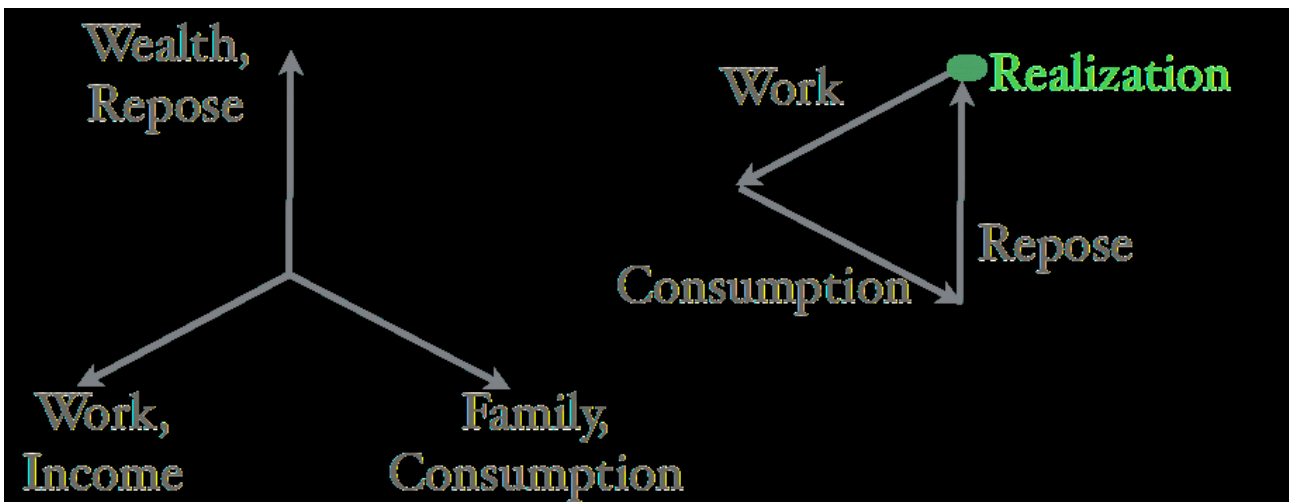 Wealth,
Repose
Work,
Income
Family,
Consumption
Work
Realization
Repose
Consumption